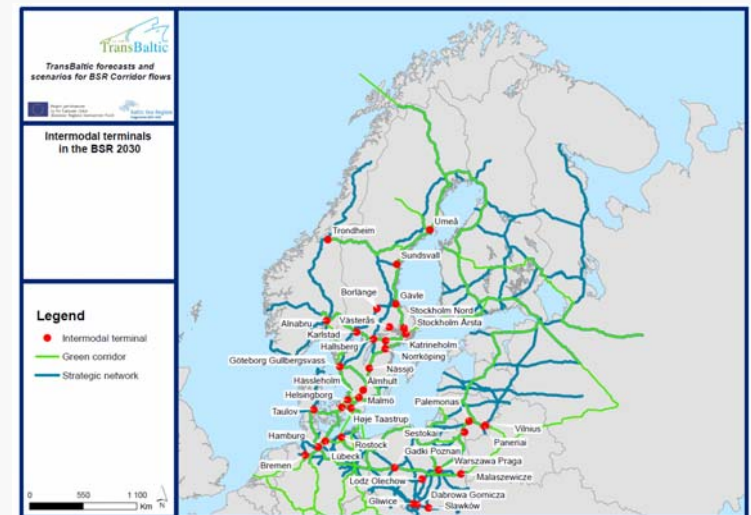 TransBaltic
TransBaltic forecasts and
scenarios for BSR Corridor flows
Intermodal terminals
in the BSR 2030
Legend
Intermodal terminal
Green corridor
Strategic network
0 550 1 100
Km
Trondheim
Umeå
Sundsvall
Borlänge
Gävle
Stockholm Nord
Alnabru
Västerås
Stockholm Årsta
Karlstad
Hallsberg
Katrineholm
Norrköping
Göteborg Gullbergsvass
Nässjö
Hässleholm
Älmhult
Helsingborg
Malmö
Palemonas
Taulov
Høje Taastrup
Vilnius
Hamburg
Sestokai
Paneriai
Rostock
Gadki Poznan
Bremen
Lübeck
Warszawa Praga
Lodz Olechow
Malaszewicze
Gliwice
Dabrowa Gornicza
Slawków